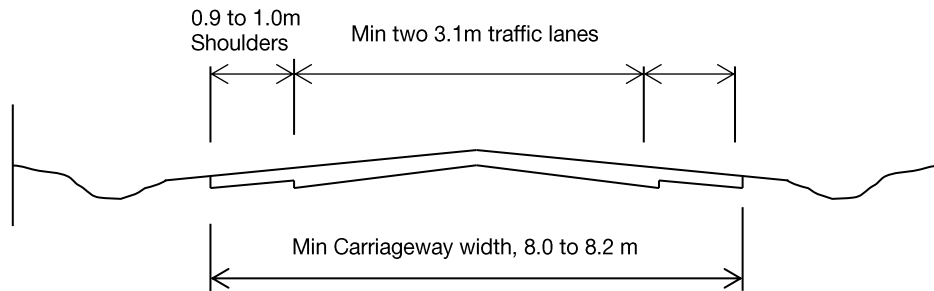 0.9 to 1.0m
Shoulders
Min two 3.1m traffic lanes
Min Carriageway width, 8.0 to 8.2 m